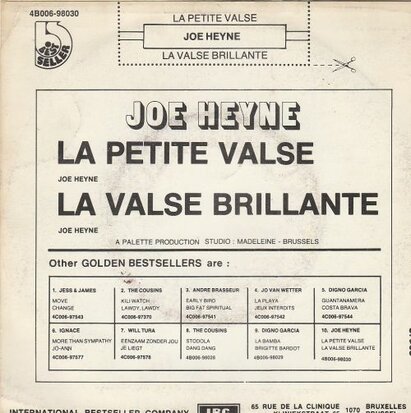 4B006-98030
LA PETITE VALSE
JOE HEYNE
LA VALSE BRILLANTE
SELLER
JOE HEYNE
LA PETITE VALSE
JOE HEYNE
LA VALSE BRILLANTE
JOE HEYNE
A PALETTE PRODUCTION STUDIO : MADELEINE - BRUSSELS
Other GOLDEN BESTSELLERS are :
1. JESS & JAMES
MOVE
CHANGE
4C006-97543
2. THE COUSINS
KILI WATCH
LAWDY, LAWDY
4C006-97370
3. ANDRE BRASSEUR
EARLY BIRD
BIG FAT SPIRITUAL
4C006-97541
4. JO VAN WETTER
LA PLAYA
JEUX INTERDITS
4C006-97542
5. DIGNO GARCIA
GUANTANAMERA
COSTA BRAVA
4C006-97544
6. IGNACE
MORE THAN SYMPATHY
JO-ANN
4C006-97577
7. WILL TURA
EENZAAM ZONDER JOU
JE LIEGT
4C006-97578
8. THE COUSINS
STODOLA
DANG DANG
4B006-98028
9. DIGNO GARCIA
LA BAMBA
BRIGITTE BARDOT
4B006-98029
10. JOE HEYNE
LA PETITE VALSE
LA VALSE BRILLANTE
4B006-98030
INTERNATIONAL BESTSELLER COMPANY
IBC
65 RUE DE LA CLINIQUE
1070
BRUXELLES